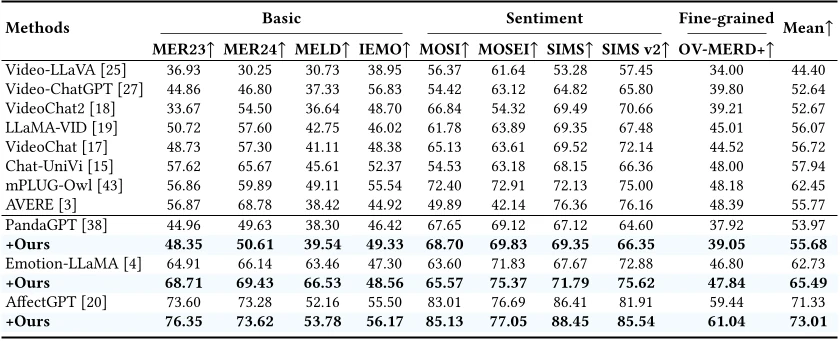 Methods Basic Sentiment Fine-grained Mean↑
MER23↑ MER24↑ MELD↑ IEMO↑ MOSI↑ MOSEI↑ SIMS↑ SIMS v2↑ OV-MERD+↑
Video-LLaVA [25] 36.93 30.25 30.73 38.95 56.37 61.64 53.28 57.45 34.00 44.40
Video-ChatGPT [27] 44.86 46.80 37.33 56.83 54.42 63.12 64.82 65.80 39.80 52.64
VideoChat2 [18] 33.67 54.50 36.64 48.70 66.84 54.32 69.49 70.66 39.21 52.67
LLaMA-VID [19] 50.72 57.60 42.75 46.02 61.78 63.89 69.35 67.48 45.01 56.07
VideoChat [17] 48.73 57.30 41.11 48.38 65.13 63.61 69.52 72.14 44.52 56.72
Chat-UniVi [15] 57.62 65.67 45.61 52.37 54.53 63.18 68.15 66.36 48.00 57.94
mPLUG-Owl [43] 56.86 59.89 49.11 55.54 72.40 72.91 72.13 75.00 48.18 62.45
AVERE [3] 56.87 68.78 38.42 44.92 49.89 42.14 76.36 76.16 48.39 55.77
PandaGPT [38] 44.96 49.63 38.30 46.42 67.65 69.12 67.12 64.60 37.92 53.97
+Ours 48.35 50.61 39.54 49.33 68.70 69.83 69.35 66.35 39.05 55.68
Emotion-LLaMA [4] 64.91 66.14 63.46 47.30 63.60 71.83 67.67 72.88 46.80 62.73
+Ours 68.71 69.43 66.53 48.56 65.57 75.37 71.79 75.62 47.84 65.49
AffectGPT [20] 73.60 73.28 52.16 55.50 83.01 76.69 86.41 81.91 59.44 71.33
+Ours 76.35 73.62 53.78 56.17 85.13 77.05 88.45 85.54 61.04 73.01